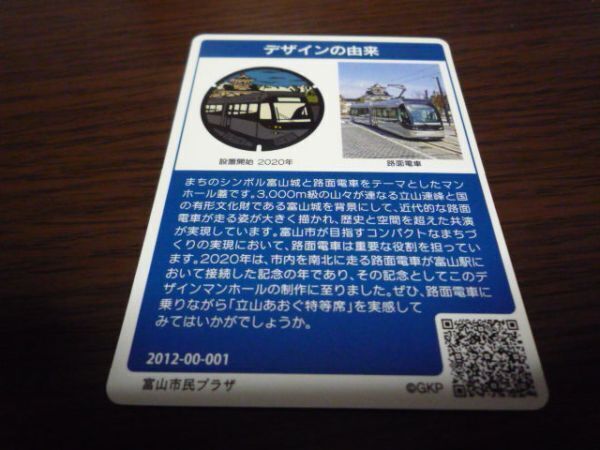 デザインの由来
設置開始 2020年
路面電車
まちのシンボル富山城と路面電車をテーマとしたマン
ホール蓋です。3,000m級の山々が連なる立山連峰と国
の有形文化財である富山城を背景にして、近代的な路面
電車が走る姿が大きく描かれ、歴史と空間を超えた共演
が実現しています。富山市が目指すコンパクトなまちづ
くりの実現において、路面電車は重要な役割を担ってい
ます。2020年は、市内を南北に走る路面電車が富山駅に
おいて接続した記念の年であり、その記念としてこのデ
ザインマンホールの制作に至りました。ぜひ、路面電車に
乗りながら「立山あおぐ特等席」を実感して
みてはいかがでしょうか。
2012-00-001
富山市民プラザ
©GKP